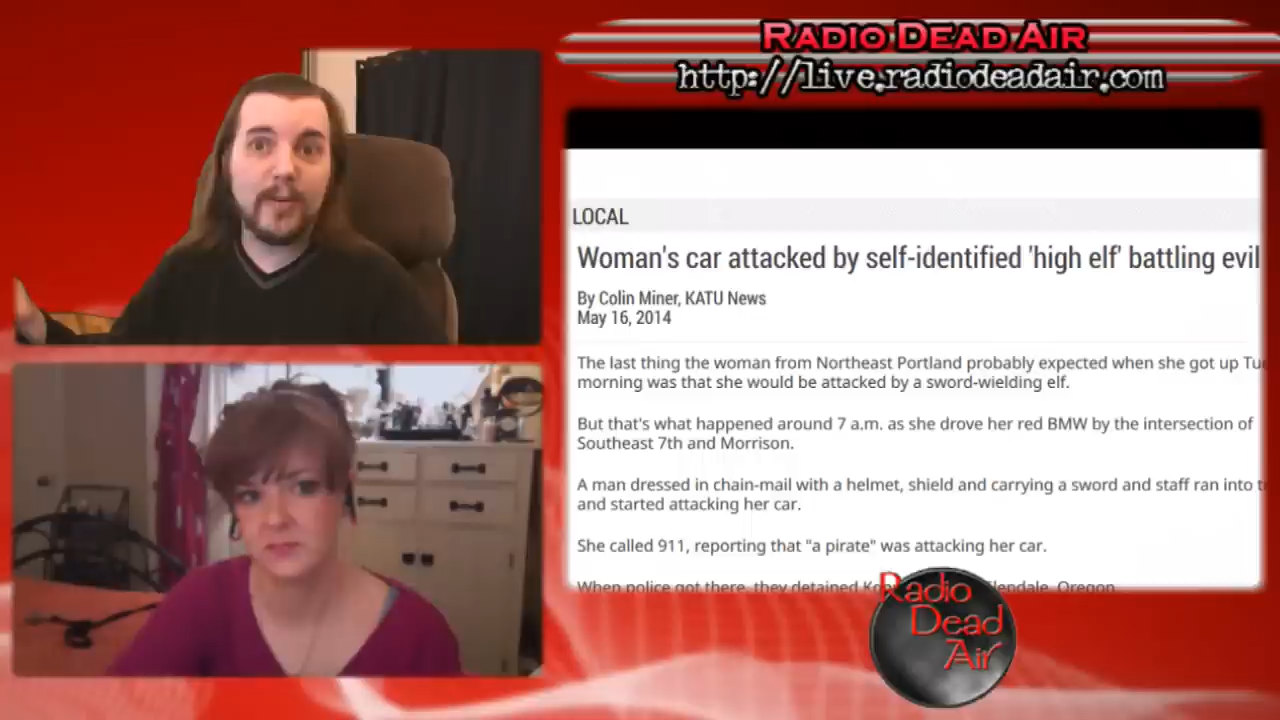 RADIO DEAD AIR
http://live.radiodeadair.com
LOCAL
Woman's car attacked by self-identified 'high elf' battling evil
By Colin Miner, KATU News
May 16, 2014
The last thing the woman from Northeast Portland probably expected when she got up
morning was that she would be attacked by a sword-wielding elf.
But that's what happened around 7 a.m. as she drove her red BMW by the intersection of
Southeast 7th and Morrison.
A man dressed in chain-mail with a helmet, shield and carrying a sword and staff ran into
and started attacking her car.
She called 911, reporting that "a pirate" was attacking her car.
When police got there, they detained Oregon
Radio
Dead
Air